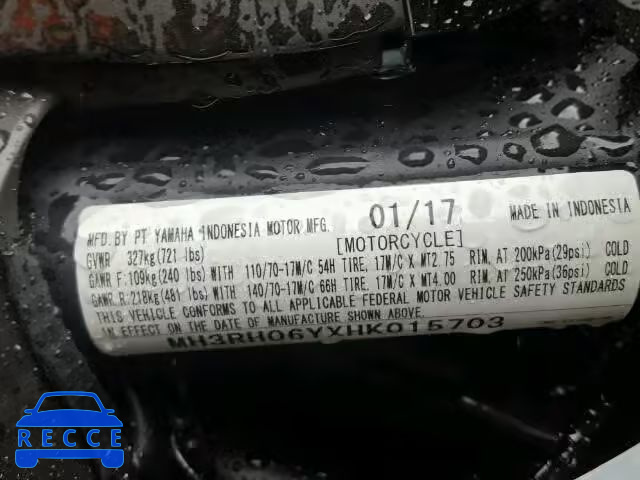 MFD. BY PT YAMAHA INDONESIA MOTOR MFG. 01/17 MADE IN INDONESIA
GVWR 327kg(721 lbs) [MOTORCYCLE]
GAWR F:109kg(240 lbs) WITH 110/70-17M/C 54H TIRE, 17M/C X MT2.75 RIM, AT 200kPa(29psi) COLD
GAWR R:218kg(481 lbs) WITH 140/70-17M/C 66H TIRE, 17M/C X MT4.00 RIM, AT 250kPa(36psi) COLD
THIS VEHICLE CONFORMS TO ALL APPLICABLE FEDERAL MOTOR VEHICLE SAFETY STANDARDS
IN EFFECT ON THE DATE OF MANUFACTURE SHOWN ABOVE.
MH3RH06YXHK015703
RECCE